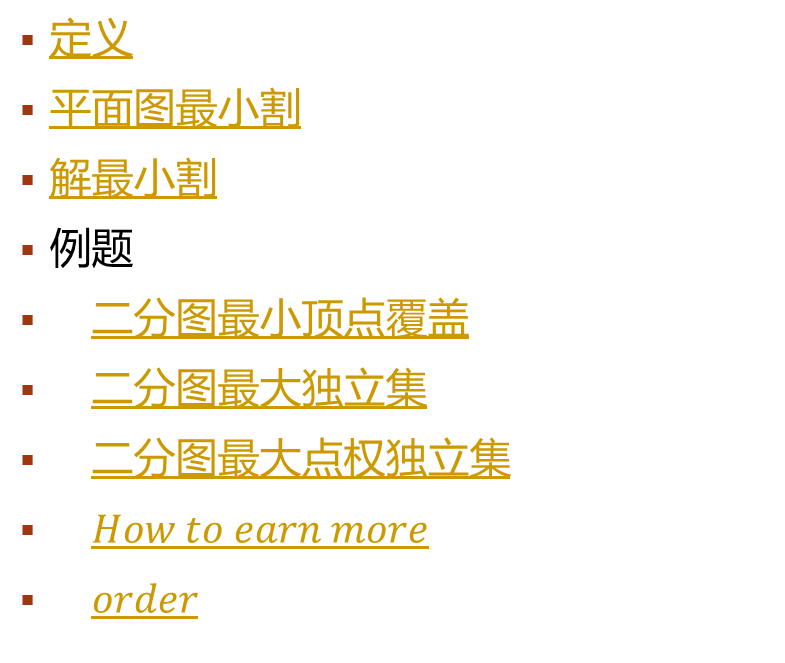 ▪ 定义
▪ 平面图最小割
▪ 解最小割
▪ 例题
▪ 二分图最小顶点覆盖
▪ 二分图最大独立集
▪ 二分图最大点权独立集
▪ How to earn more
▪ order